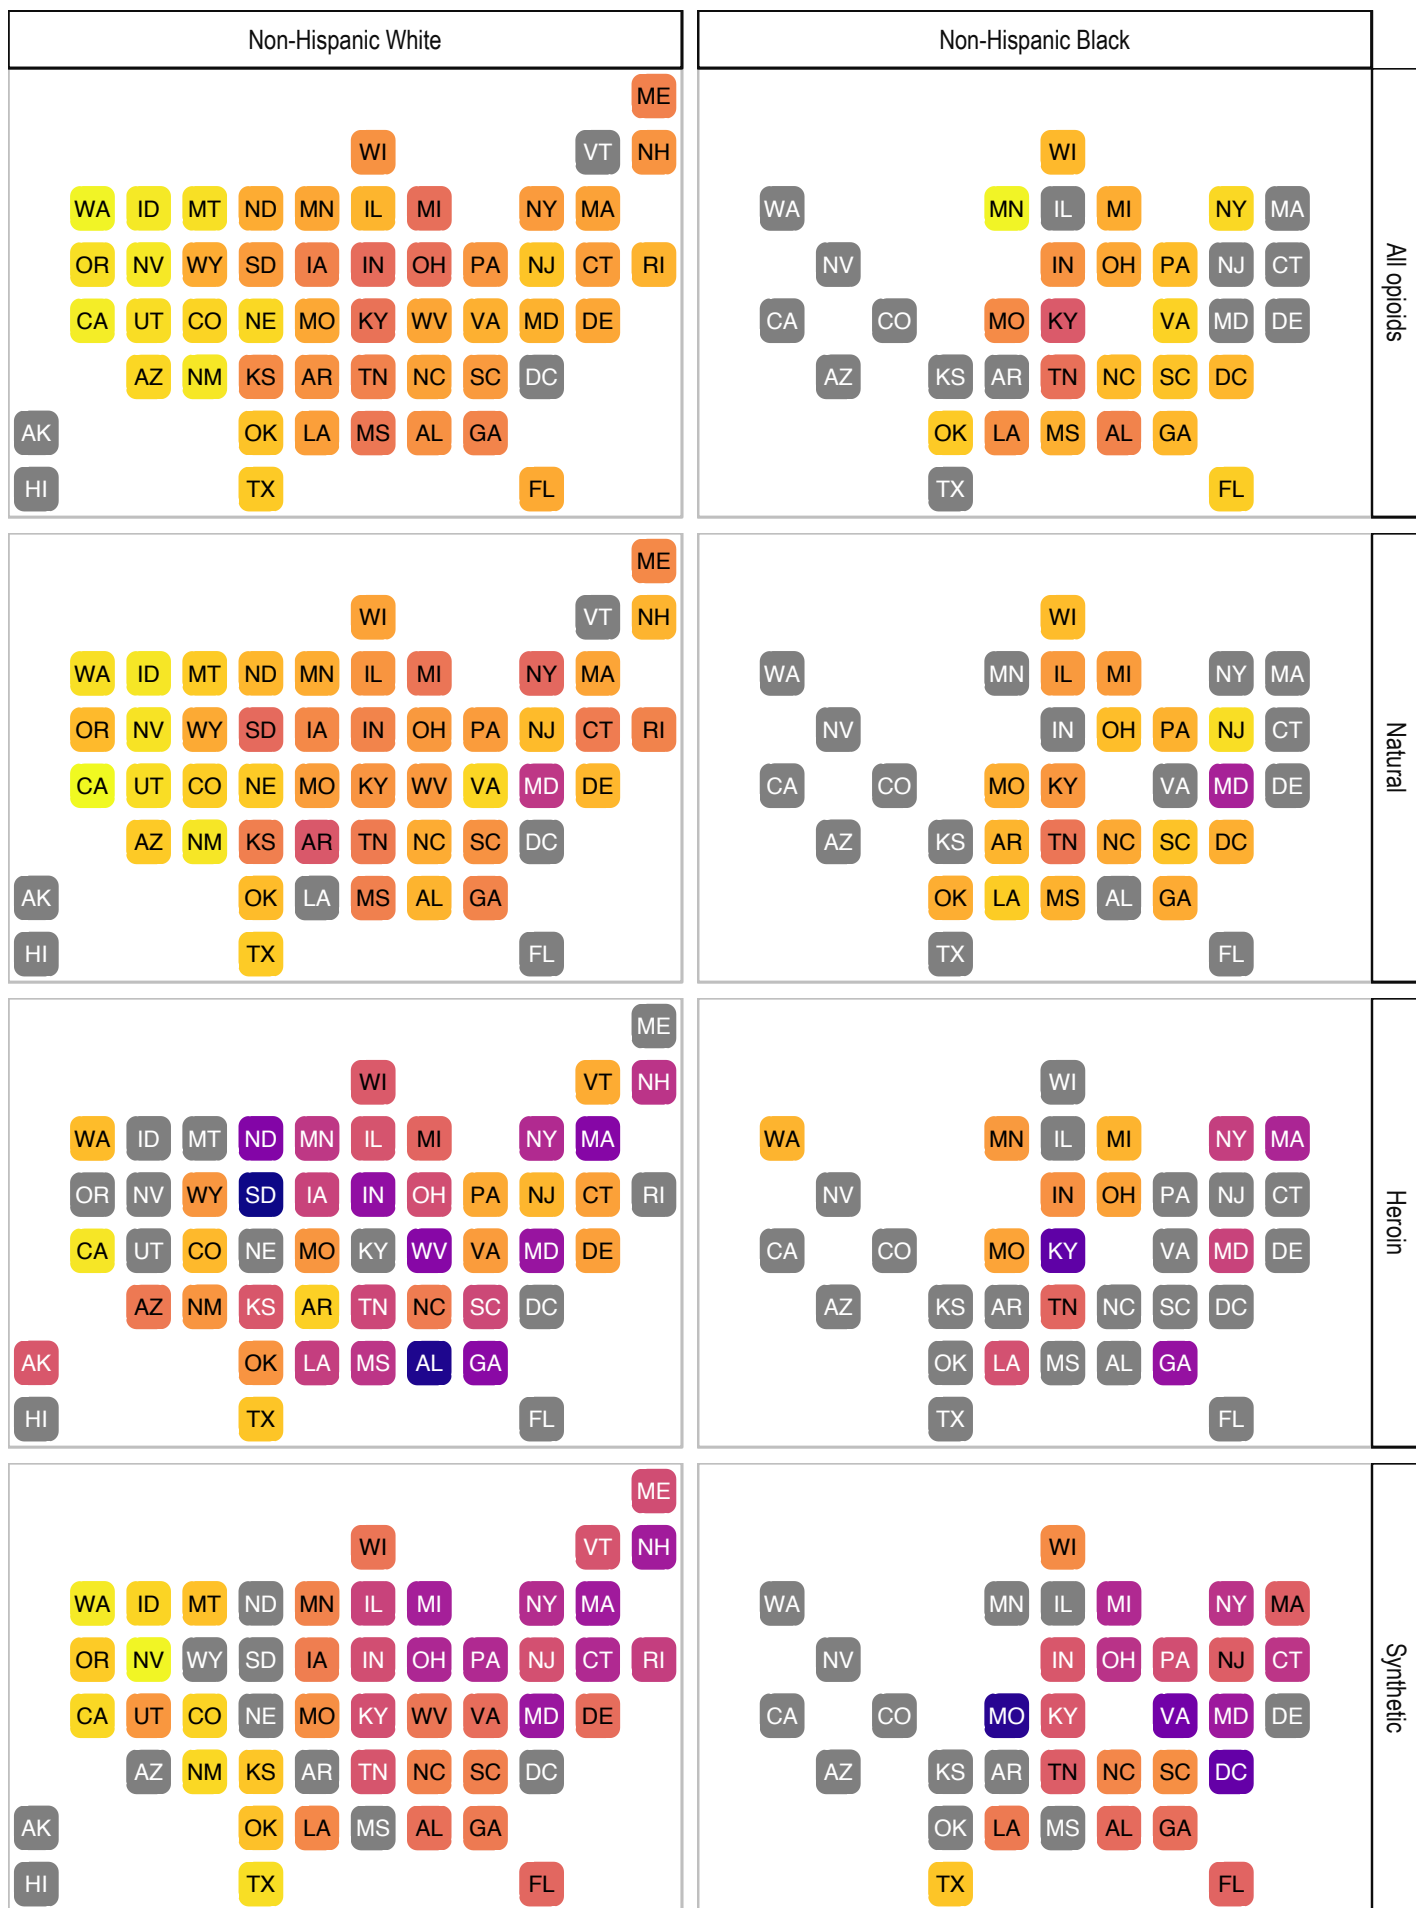 Non-Hispanic White Non-Hispanic Black
All opioids
ME
WI VT NH WI
WA ID MT ND MN IL MI NY MA WA MN IL MI NY MA
OR NV WY SD IA IN OH PA NJ CT RI NV IN OH PA NJ CT
CA UT CO NE MO KY WV VA MD DE CA CO MO KY VA MD DE
AZ NM KS AR TN NC SC DC AZ KS AR TN NC SC DC
AK OK LA MS AL GA OK LA MS AL GA
HI TX FL TX FL
Natural
ME
WI VT NH WI
WA ID MT ND MN IL MI NY MA WA MN IL MI NY MA
OR NV WY SD IA IN OH PA NJ CT RI NV IN OH PA NJ CT
CA UT CO NE MO KY WV VA MD DE CA CO MO KY VA MD DE
AZ NM KS AR TN NC SC DC AZ KS AR TN NC SC DC
AK OK LA MS AL GA OK LA MS AL GA
HI TX FL TX FL
Heroin
ME
WI VT NH WI
WA ID MT ND MN IL MI NY MA WA MN IL MI NY MA
OR NV WY SD IA IN OH PA NJ CT RI NV IN OH PA NJ CT
CA UT CO NE MO KY WV VA MD DE CA CO MO KY VA MD DE
AZ NM KS AR TN NC SC DC AZ KS AR TN NC SC DC
AK OK LA MS AL GA OK LA MS AL GA
HI TX FL TX FL
Synthetic
ME
WI VT NH WI
WA ID MT ND MN IL MI NY MA WA MN IL MI NY MA
OR NV WY SD IA IN OH PA NJ CT RI NV IN OH PA NJ CT
CA UT CO NE MO KY WV VA MD DE CA CO MO KY VA MD DE
AZ NM KS AR TN NC SC DC AZ KS AR TN NC SC DC
AK OK LA MS AL GA OK LA MS AL GA
HI TX FL TX FL